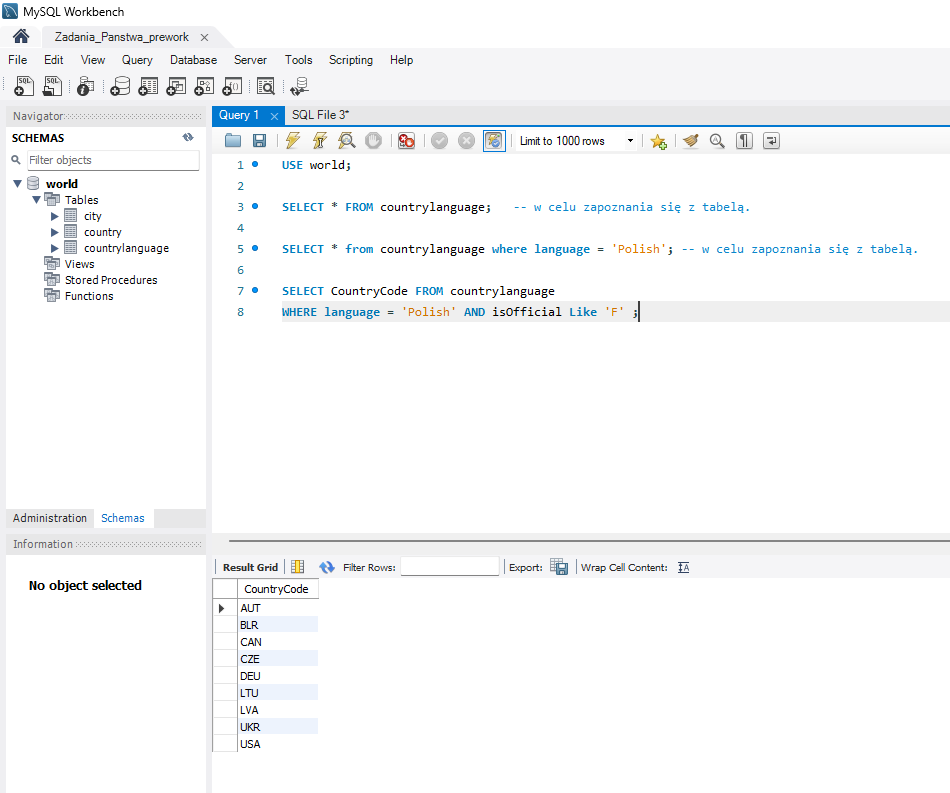 MySQL Workbench
Zadania_Panstwa_prework
File Edit View Query Database Server Tools Scripting Help
Navigator
SCHEMAS
Filter objects
world
Tables
city
country
countrylanguage
Views
Stored Procedures
Functions
Administration Schemas
Information
No object selected
Query 1 SQL File 3*
Limit to 1000 rows
1 USE world;
2
3 SELECT * FROM countrylanguage; -- w celu zapoznania się z tabelą.
4
5 SELECT * from countrylanguage where language = 'Polish'; -- w celu zapoznania się z tabelą.
6
7 SELECT CountryCode FROM countrylanguage
8 WHERE language = 'Polish' AND isOfficial Like 'F' ;
Result Grid Filter Rows: Export: Wrap Cell Content:
CountryCode
AUT
BLR
CAN
CZE
DEU
LTU
LVA
UKR
USA